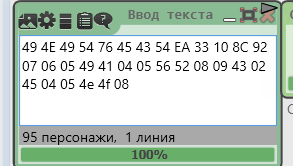 Ввод текста
49 4E 49 54 76 45 43 54 EA 33 10 8C 92
07 06 05 49 41 04 05 56 52 08 09 43 02
45 04 05 4e 4f 08
95 персонажи, 1 линия
100%